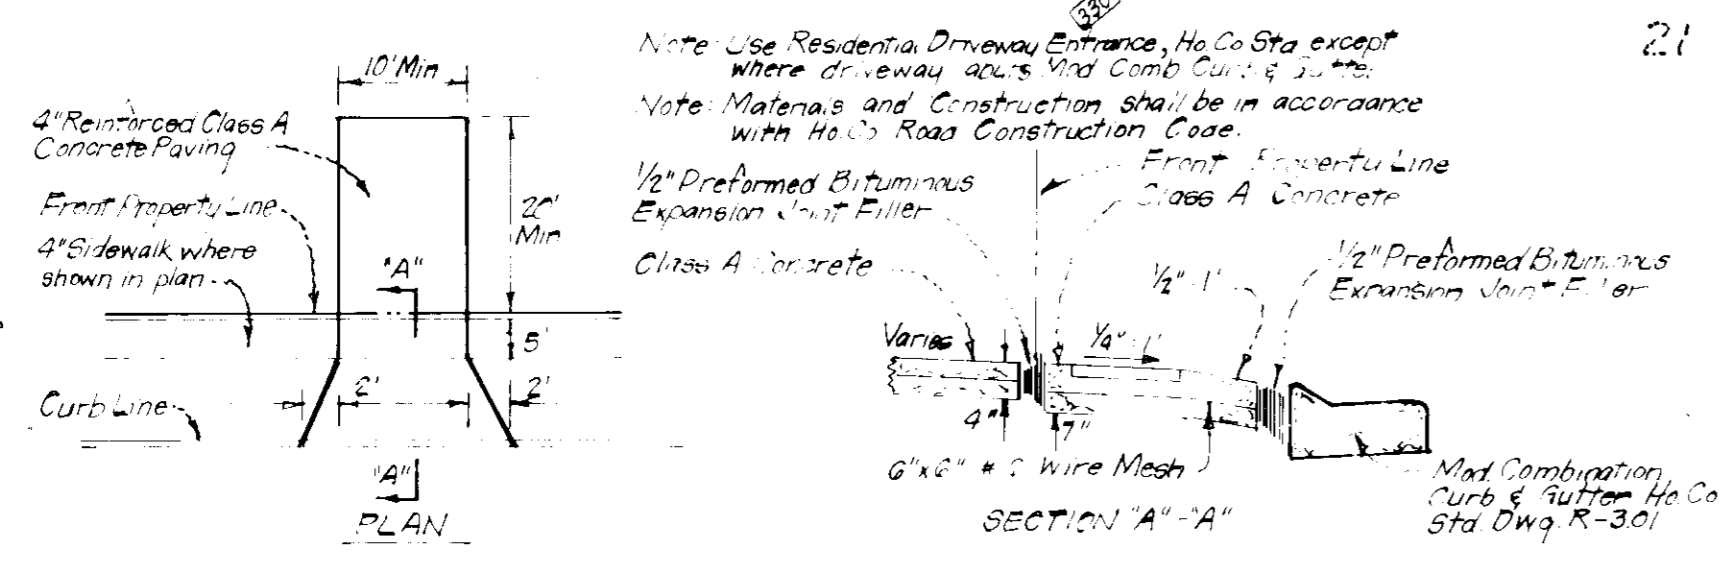 330
21
Note: Use Residential Driveway Entrance, Ho.Co Sta except
where driveway abuts Mod Comb Curb & Gutter
Note: Materials and Construction shall be in accordance
with Ho.Co Road Construction Code.
10' Min
4" Reinforced Class A
Concrete Paving
Front Property Line
4" Sidewalk where
shown in plan
Curb Line
20'
Min
"A"
5'
2'
2'
"A"
PLAN
1/2" Preformed Bituminous
Expansion Joint Filler
Class A Concrete
Front Property Line
Class A Concrete
1/2" Preformed Bituminous
Expansion Joint Filler
1/2" 1'
Varies
1/4" 1'
4"
7"
6"x6" # Wire Mesh
SECTION "A"-"A"
Mod. Combination
Curb & Gutter Ho.Co
Std. Dwg. R-3.01